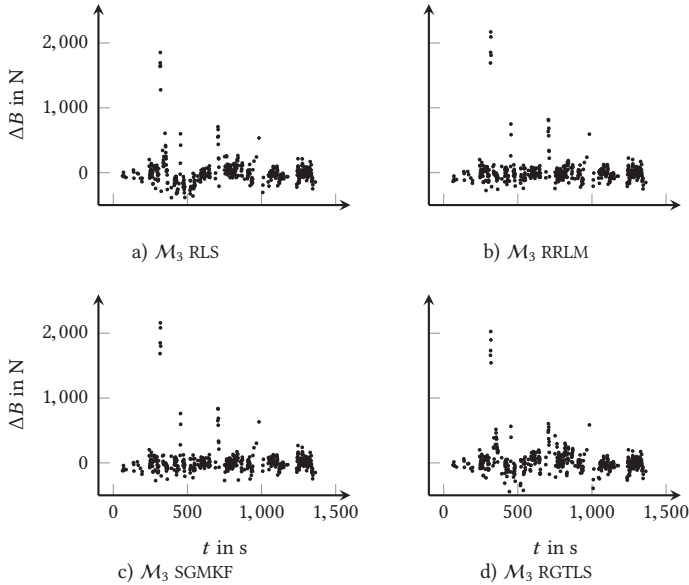 2,000
1,000
0
ΔB in N
a) M₃ RLS
b) M₃ RRLM
2,000
1,000
0
ΔB in N
0 500 1,000 1,500
0 500 1,000 1,500
t in s
t in s
c) M₃ SGMKF
d) M₃ RGTLS